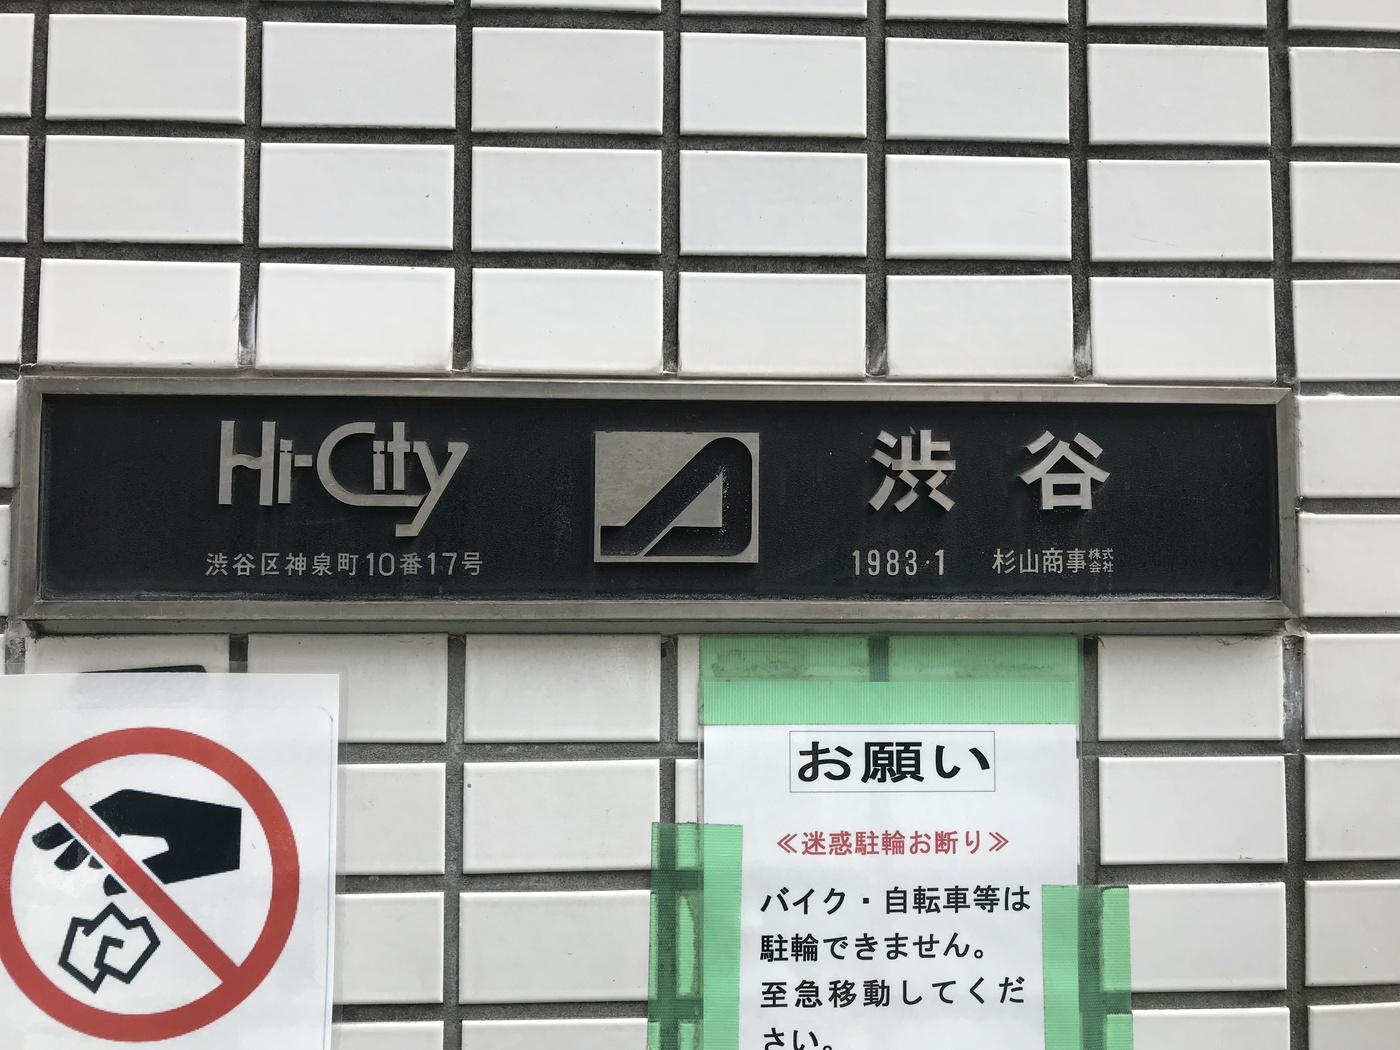 Hi-City
渋谷
渋谷区神泉町10番17号
1983・1 杉山商事株式会社
お願い
≪迷惑駐輪お断り≫
バイク・自転車等は
駐輪できません。
至急移動してくだ
さい。